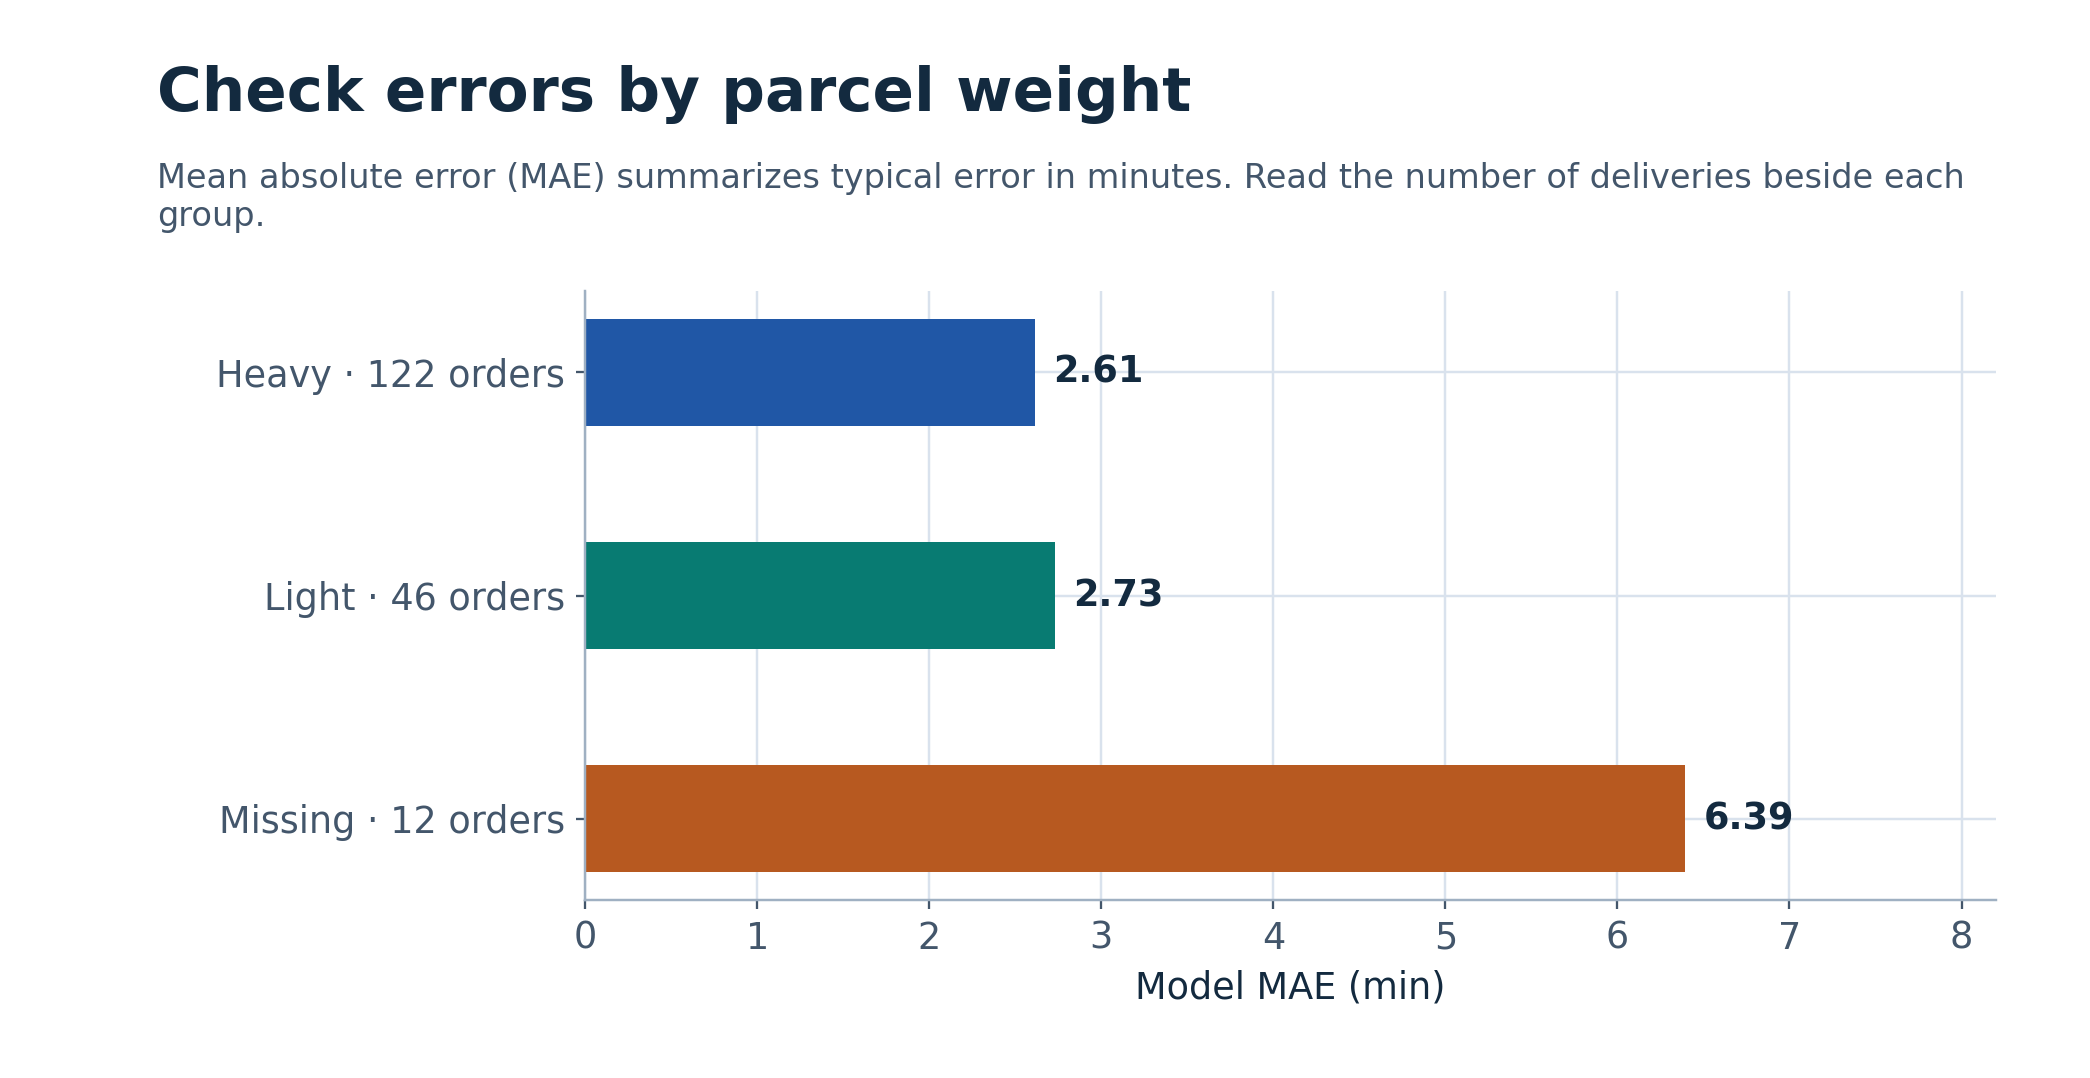 Check errors by parcel weight
Mean absolute error (MAE) summarizes typical error in minutes. Read the number of deliveries beside each
group.
Heavy · 122 orders
2.61
Light · 46 orders
2.73
Missing · 12 orders
6.39
0 1 2 3 4 5 6 7 8
Model MAE (min)